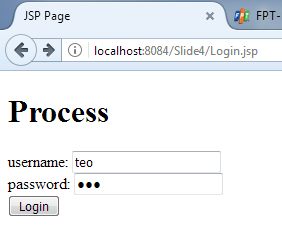 JSP Page
FPT-
localhost:8084/Slide4/Login.jsp
Process
username: teo
password: ●●●
Login